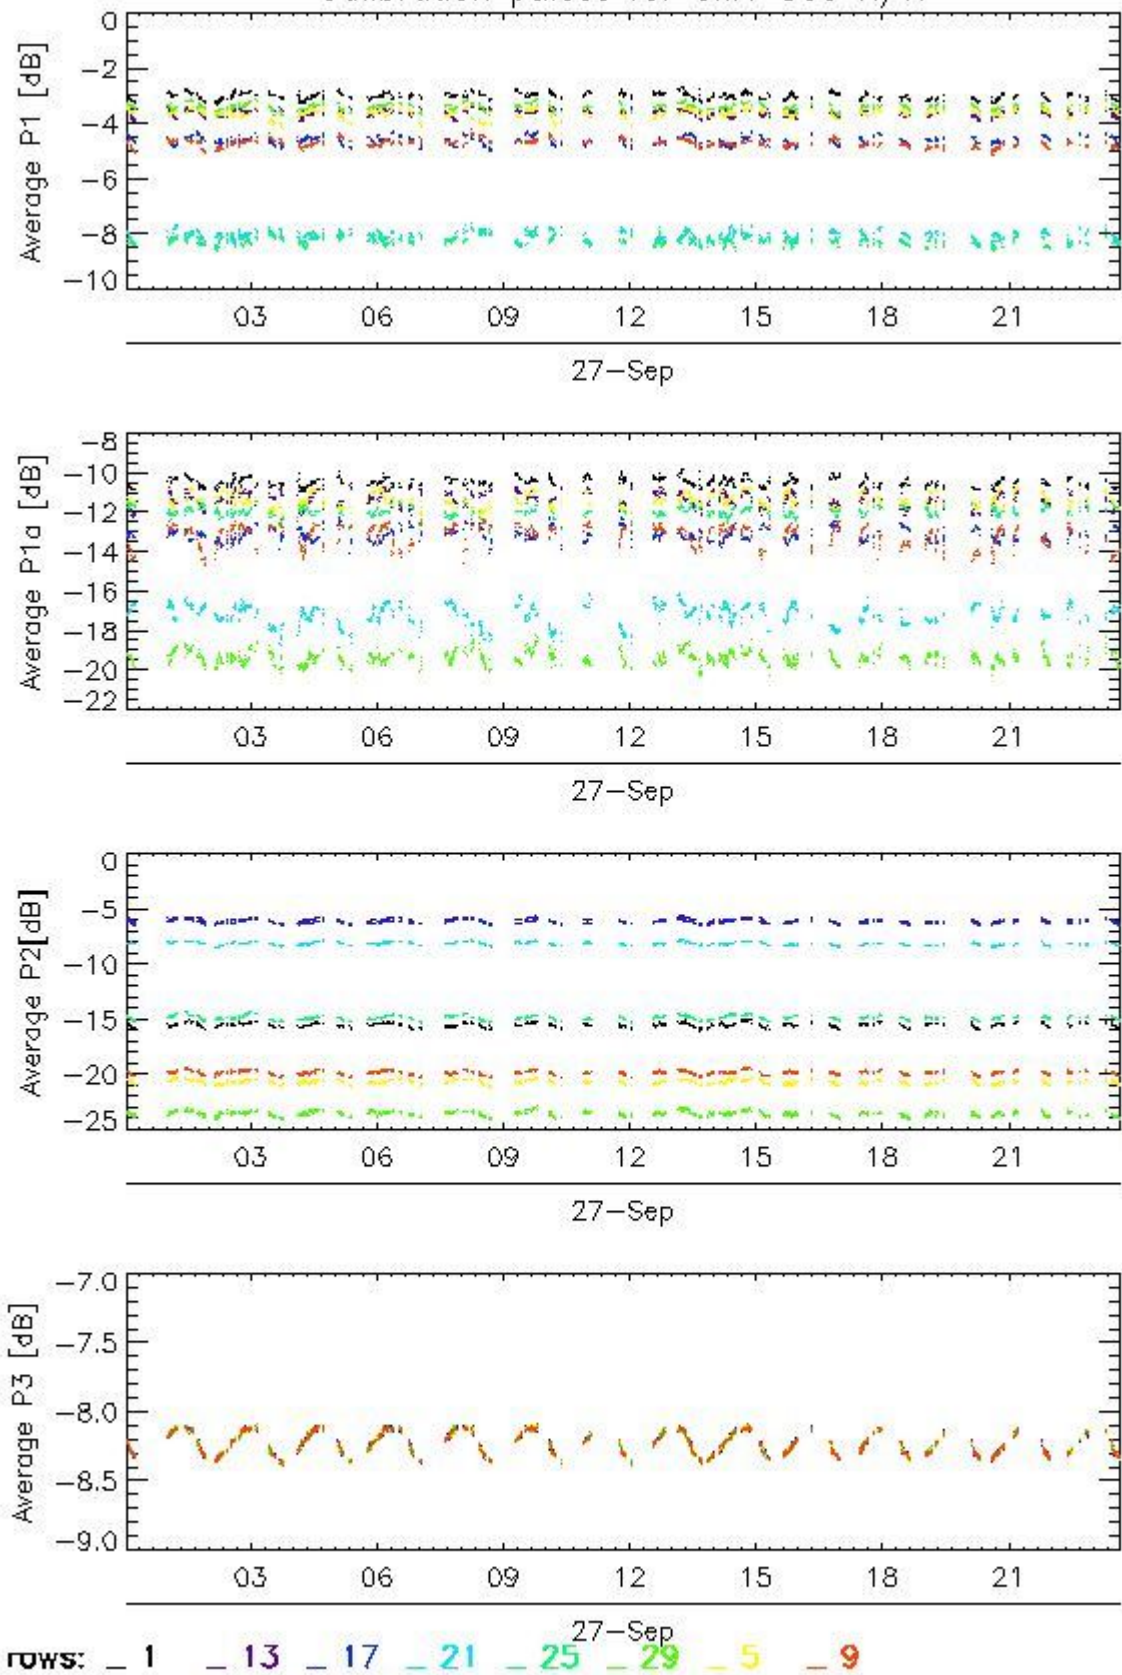 0
-2
-4
-6
-8
-10
Average P1 [dB]
03 06 09 12 15 18 21
27-Sep
-8
-10
-12
-14
-16
-18
-20
-22
Average P1a [dB]
03 06 09 12 15 18 21
27-Sep
0
-5
-10
-15
-20
-25
Average P2[dB]
03 06 09 12 15 18 21
27-Sep
-7.0
-7.5
-8.0
-8.5
-9.0
Average P3 [dB]
03 06 09 12 15 18 21
27-Sep
rows: _ 1 _ 13 _ 17 _ 21 _ 25 _ 29 _ 5 _ 9